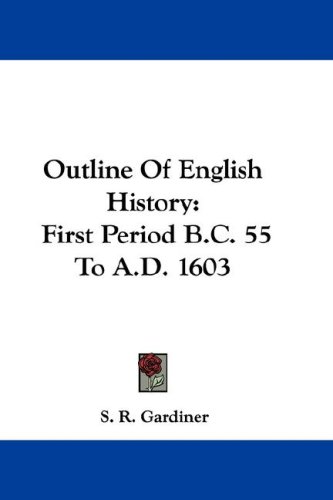 Outline Of English
History:
First Period B.C. 55
To A.D. 1603
S. R. Gardiner